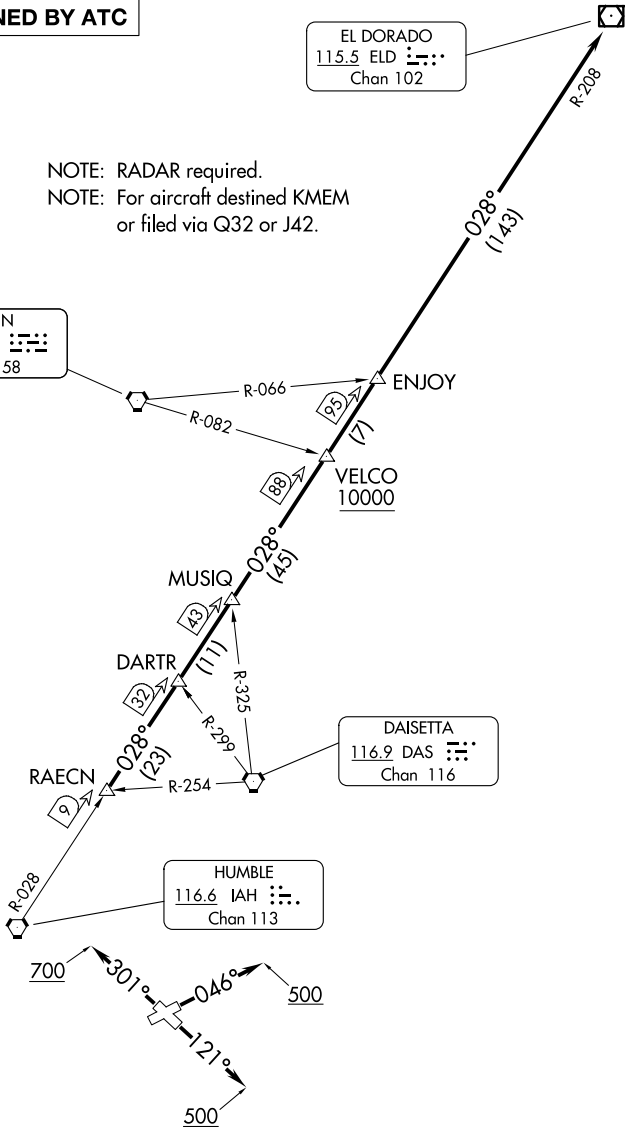 NED BY ATC
EL DORADO
115.5 ELD
Chan 102
R-208
NOTE: RADAR required.
NOTE: For aircraft destined KMEM
or filed via Q32 or J42.
028°
(143)
N
58
R-066
ENJOY
95
R-082
(7)
VELCO
10000
88
028°
(45)
MUSIQ
43
(11)
DARTR
R-325
32
R-299
028°
(23)
DAISETTA
116.9 DAS
Chan 116
RAECN
R-254
9
R-028
HUMBLE
116.6 IAH
Chan 113
700
301°
046°
500
121°
500